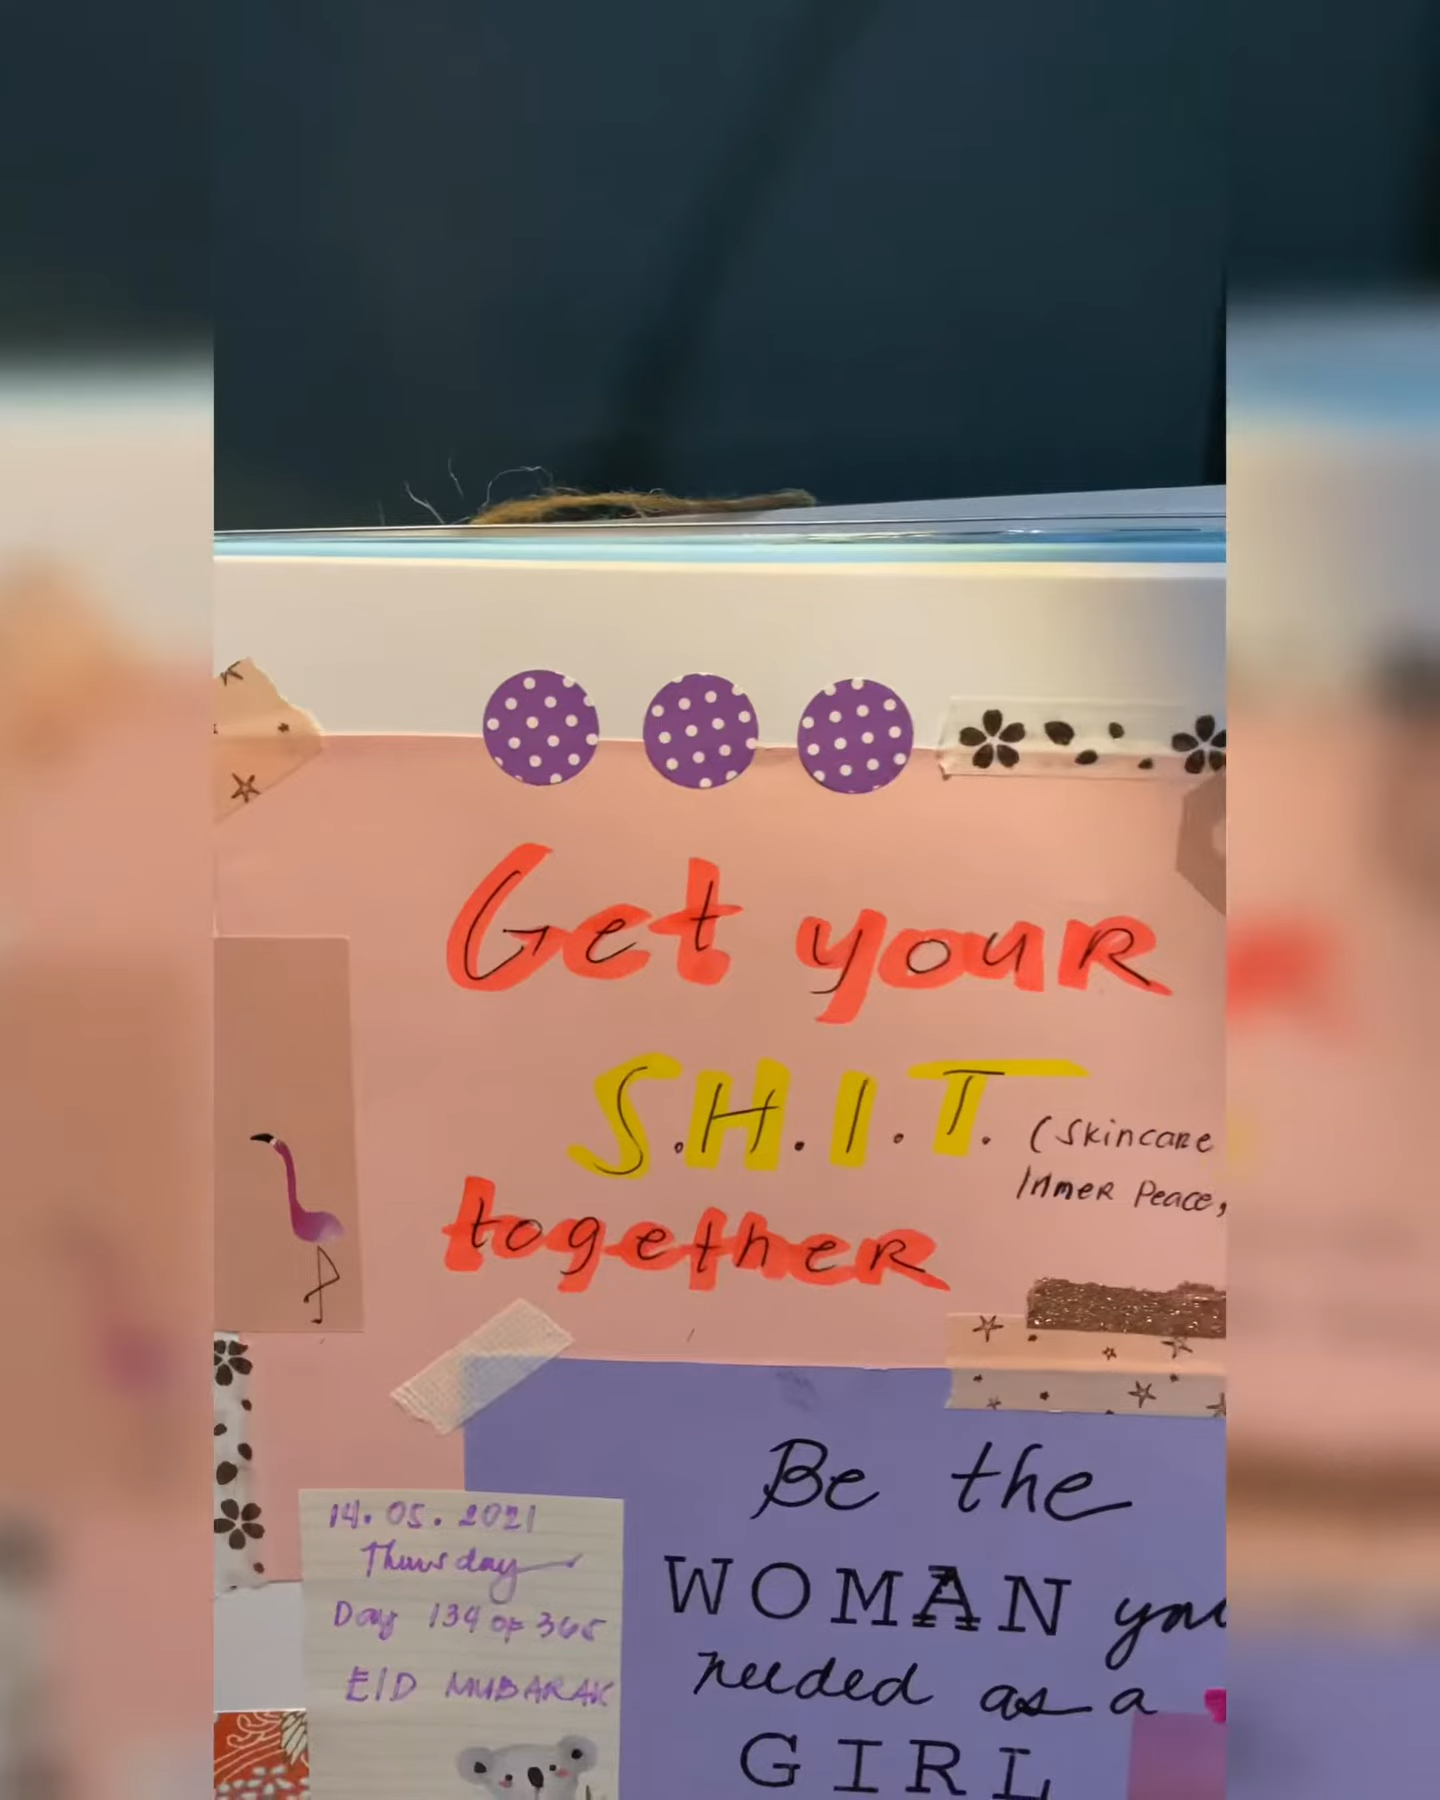 Get your
S.H.I.T. (Skincare
Inner Peace,
together
14.05.2021
Thursday
Day 134 of 365
EID MUBARAK
Be the
WOMAN you
needed as a
GIRL